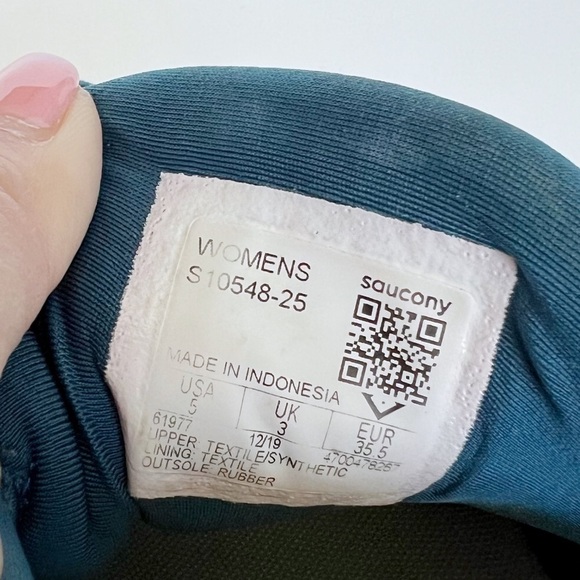 WOMENS
S10548-25
saucony
MADE IN INDONESIA
USA UK EUR
5 3 35.5
61977 12/19 4700478267
UPPER: TEXTILE/SYNTHETIC
LINING: TEXTILE
OUTSOLE: RUBBER